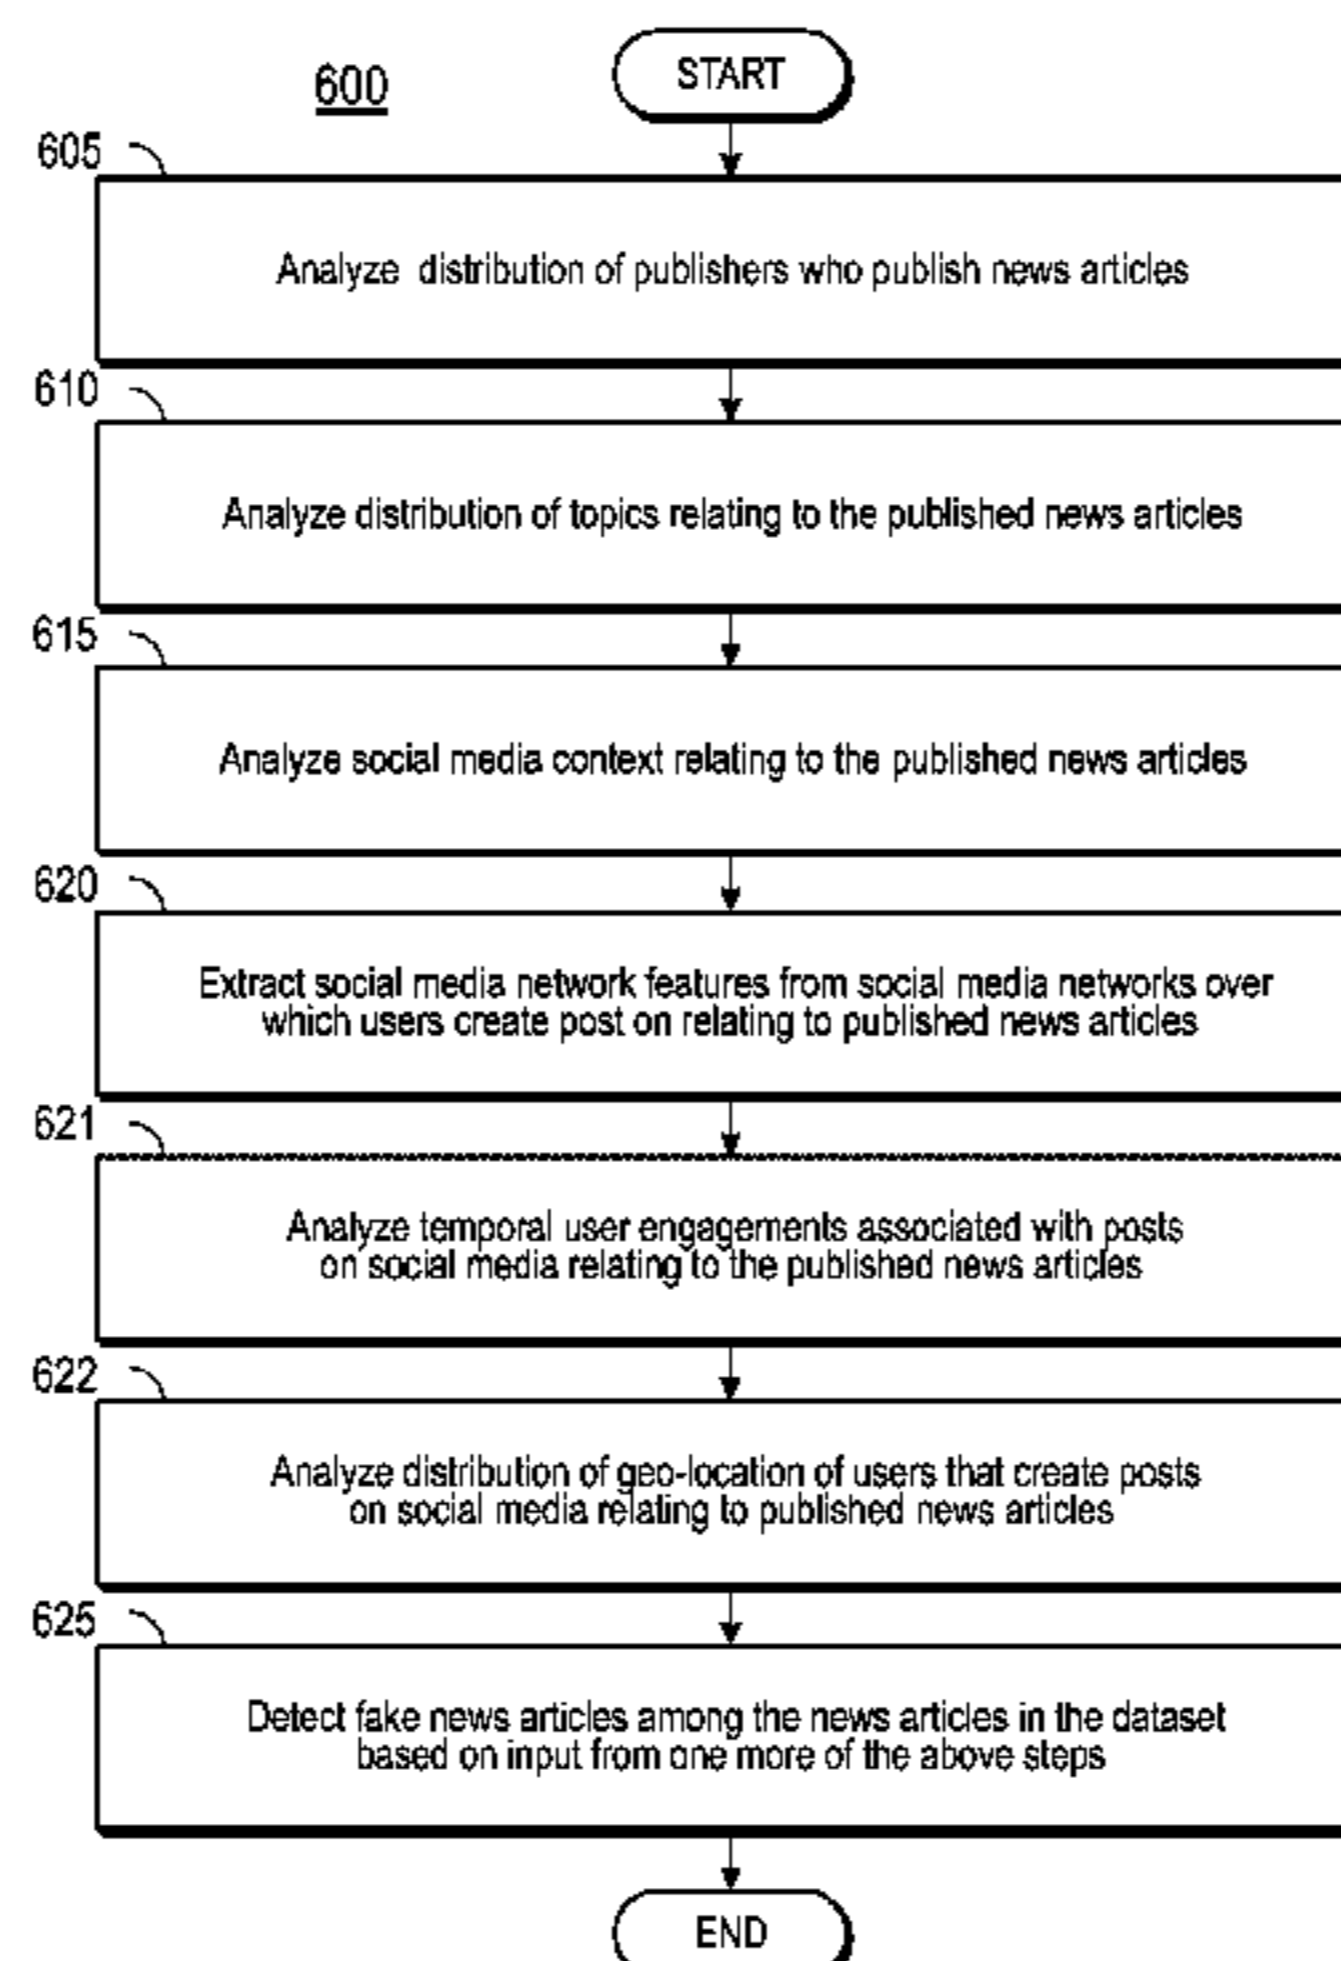 600
START
605
Analyze distribution of publishers who publish news articles
610
Analyze distribution of topics relating to the published news articles
615
Analyze social media context relating to the published news articles
620
Extract social media network features from social media networks over
which users create post on relating to published news articles
621
Analyze temporal user engagements associated with posts
on social media relating to the published news articles
622
Analyze distribution of geo-location of users that create posts
on social media relating to published news articles
625
Detect fake news articles among the news articles in the dataset
based on input from one more of the above steps
END